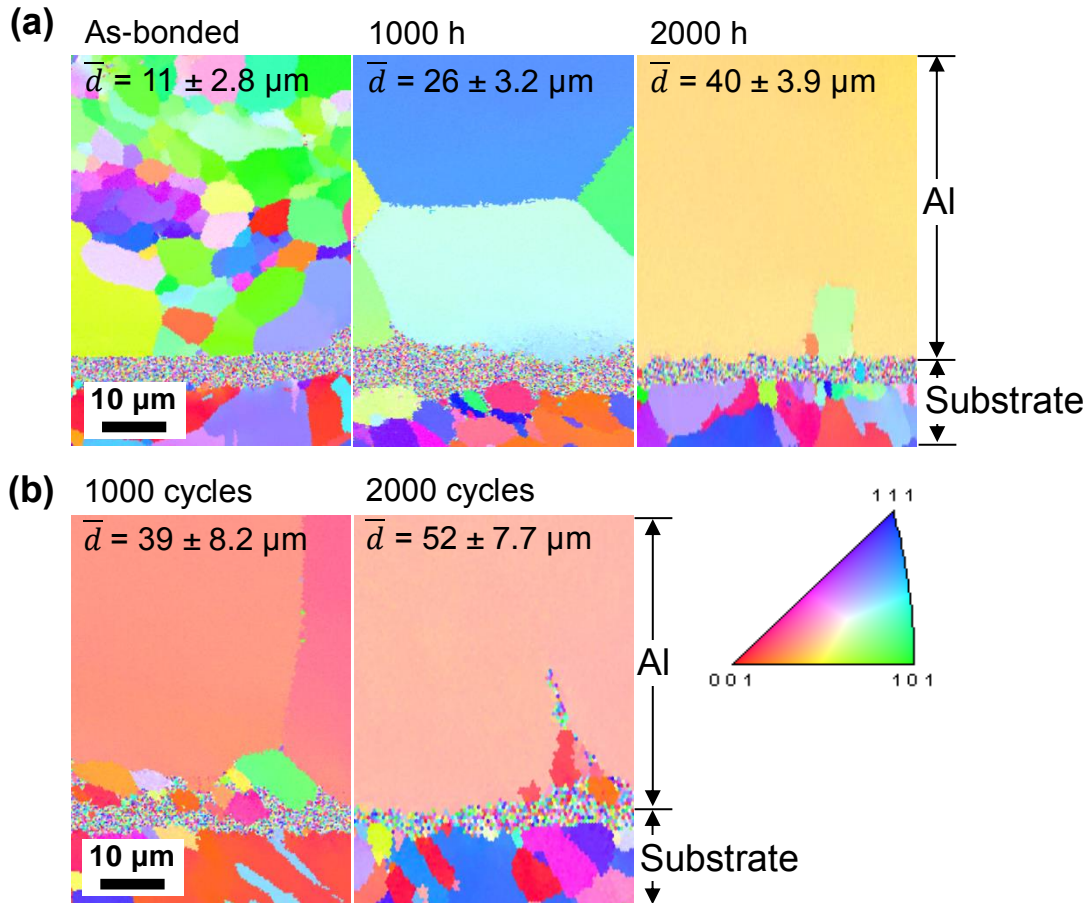 (a)
As-bonded 1000 h 2000 h
d̅ = 11 ± 2.8 µm d̅ = 26 ± 3.2 µm d̅ = 40 ± 3.9 µm
Al
10 µm
Substrate
(b)
1000 cycles 2000 cycles
d̅ = 39 ± 8.2 µm d̅ = 52 ± 7.7 µm
1 1 1
Al
0 0 1 1 0 1
10 µm
Substrate